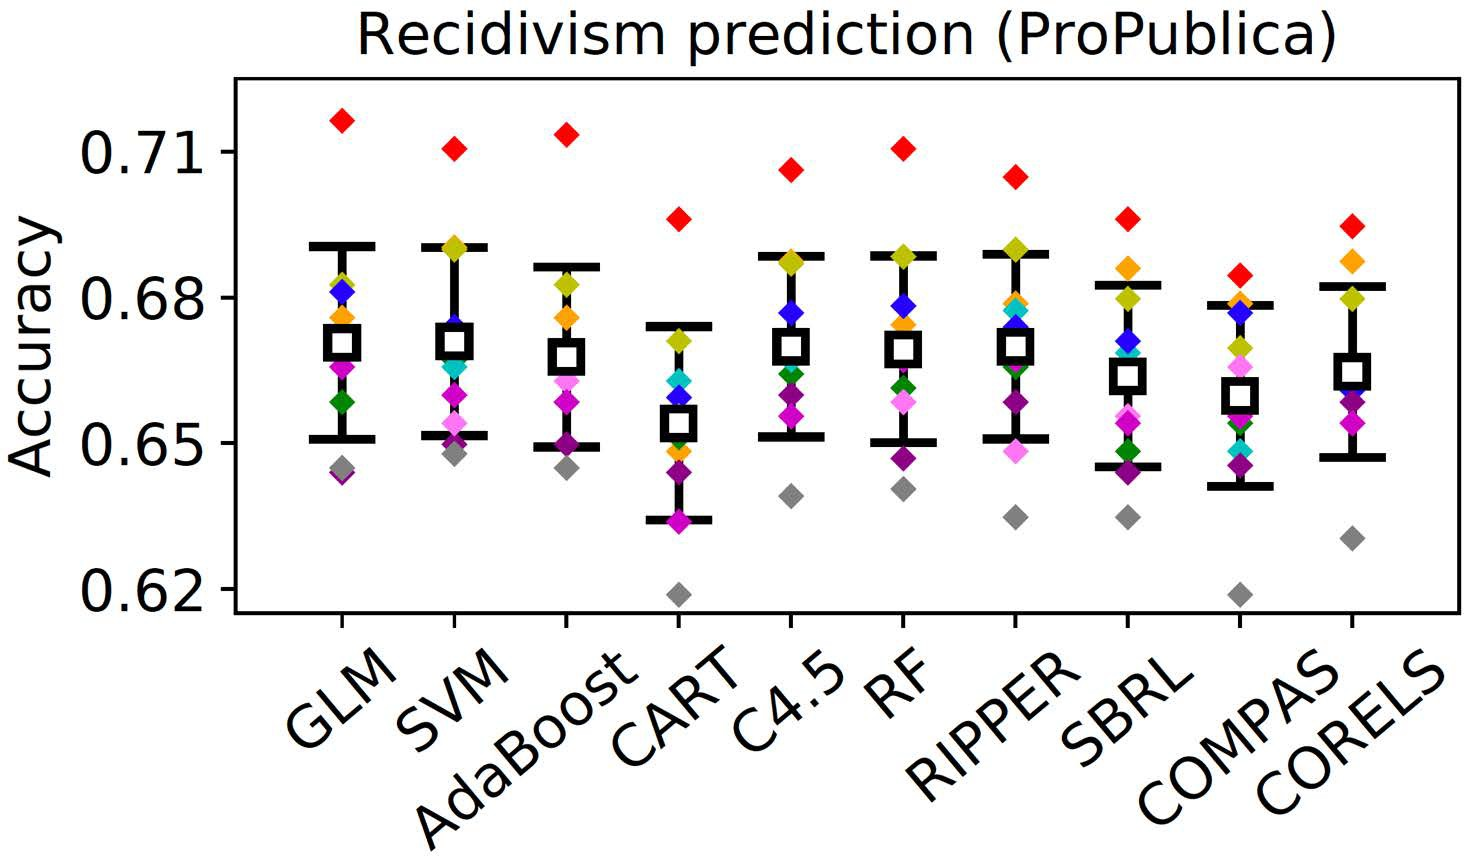 Recidivism prediction (ProPublica)
Accuracy
0.71
0.68
0.65
0.62
GLM
SVM
AdaBoost
CART
C4.5
RF
RIPPER
SBRL
COMPAS
CORELS